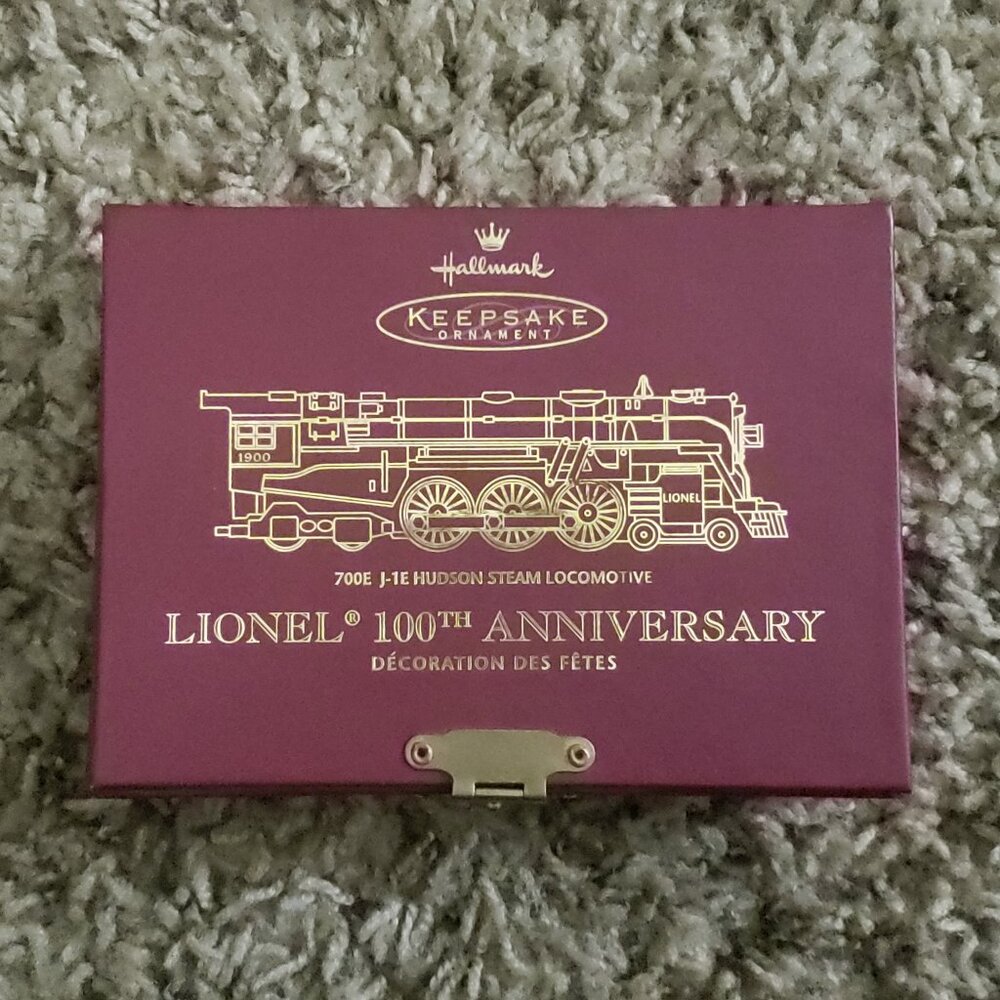 Hallmark
KEEPSAKE
ORNAMENT
1900
LIONEL
700E J-1E HUDSON STEAM LOCOMOTIVE
LIONEL® 100TH ANNIVERSARY
DÉCORATION DES FÊTES